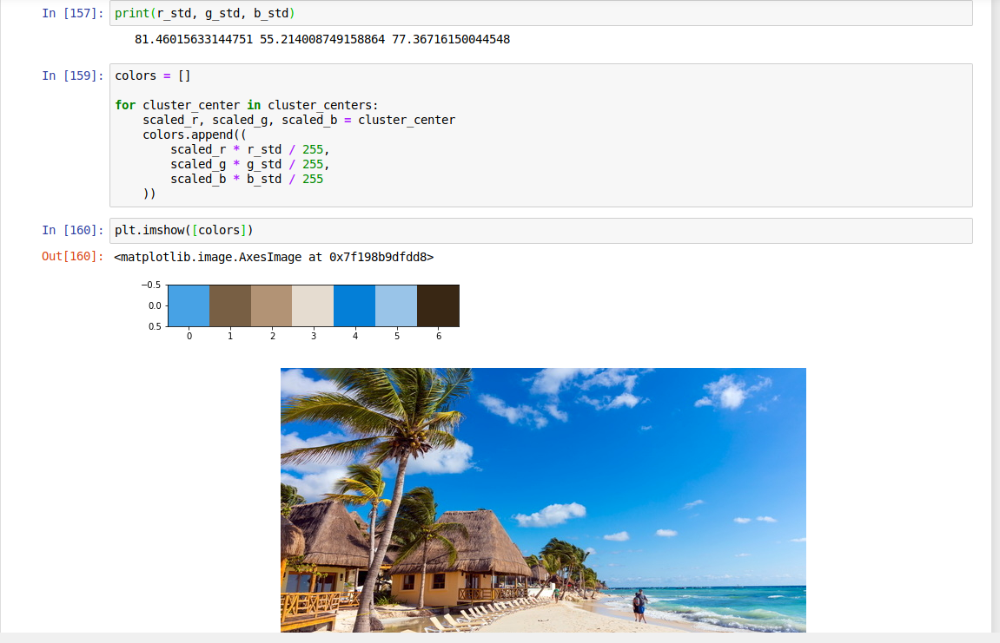 In [157]: print(r_std, g_std, b_std)
81.46015633144751 55.214008749158864 77.36716150044548
In [159]: colors = []
for cluster_center in cluster_centers:
    scaled_r, scaled_g, scaled_b = cluster_center
    colors.append((
        scaled_r * r_std / 255,
        scaled_g * g_std / 255,
        scaled_b * b_std / 255
    ))
In [160]: plt.imshow([colors])
Out[160]: <matplotlib.image.AxesImage at 0x7f198b9dfdd8>
−0.5
0.0
0.5
0 1 2 3 4 5 6